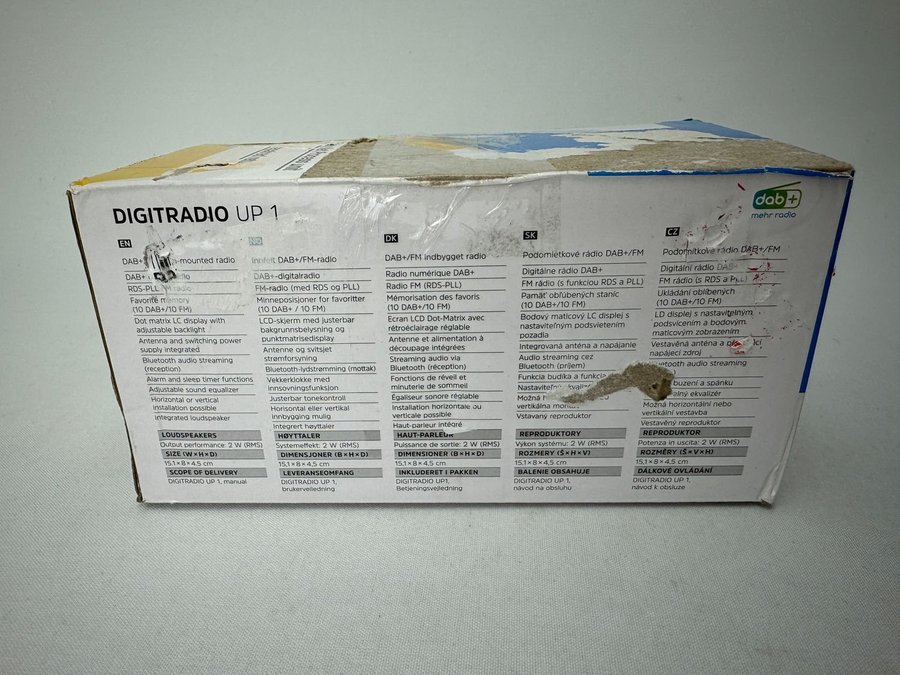 DIGITRADIO UP 1
dab+
mehr radio
EN
DAB+ -mounted radio
DAB+
RDS-PLL radio
Favorite memory
(10 DAB+/10 FM)
Dot matrix LC display with
adjustable backlight
Antenna and switching power
supply integrated
Bluetooth audio streaming
(reception)
Alarm and sleep timer functions
Adjustable sound equalizer
Horizontal or vertical
installation possible
Integrated loudspeaker
LOUDSPEAKERS
Output performance: 2 W (RMS)
SIZE (W×H×D)
15,1×8×4,5 cm
SCOPE OF DELIVERY
DIGITRADIO UP 1, manual
NO
Innfelt DAB+/FM-radio
DAB+-digitalradio
FM-radio (med RDS og PLL)
Minneposisjoner for favoritter
(10 DAB+ / 10 FM)
LCD-skjerm med justerbar
bakgrunnsbelysning og
punktmatrisedisplay
Antenne og svitsjet
strømforsyning
Bluetooth-lydstrømming (mottak)
Vekkerklokke med
innsovningsfunksjon
Justerbar tonekontroll
Horisontal eller vertikal
innbygging mulig
Integrert høyttaler
HØYTTALER
Systemeffekt: 2 W (RMS)
DIMENSJONER (B×H×D)
15,1×8×4,5 cm
LEVERANSEOMFANG
DIGITRADIO UP 1,
brukerveiledning
DK
DAB+/FM indbygget radio
Radio numérique DAB+
Radio FM (RDS-PLL)
Mémorisation des favoris
(10 DAB+/10 FM)
Ecran LCD Dot-Matrix avec
rétroéclairage réglable
Antenne et alimentation à
découpage intégrées
Streaming audio via
Bluetooth (réception)
Fonctions de réveil et
minuterie de sommeil
Égaliseur sonore réglable
Installation horizontale ou
verticale possible
Haut-parleur intégré
HAUT-PARLEUR
Puissance de sortie: 2 W (RMS)
DIMENSIONER (B×H×D)
15,1×8×4,5 cm
INKLUDERET I PAKKEN
DIGITRADIO UP1,
Betjeningsvejledning
SK
Podomietkové rádio DAB+/FM
Digitálne rádio DAB+
FM rádio (s funkciou RDS a PLL)
Pamäť obľúbených staníc
(10 DAB+/10 FM)
Bodový maticový LC displej s
nastaviteľným podsvietením
pozadia
Integrovaná anténa a napájanie
Audio streaming cez
Bluetooth (príjem)
Funkcia budíka a
Nastaviteľný
Možná
vertikálna
Vstavaný reproduktor
REPRODUKTORY
Výkon systému: 2 W (RMS)
ROZMERY (Š×H×V)
15,1×8×4,5 cm
BALENIE OBSAHUJE
DIGITRADIO UP 1,
návod na obsluhu
CZ
Podomítkové rádio DAB+/FM
Digitální rádio DAB+
FM rádio (s RDS a PLL)
Ukládání oblíbených
(10 DAB+/10 FM)
LD displej s nastavitelným
podsvícením a bodovým
maticovým zobrazením
Vestavěná anténa a
napájecí zdroj
Bluetooth audio streaming
buzení a spánku
ekvalizér
Možná horizontální nebo
vertikální vestavba
Vestavěný reproduktor
REPRODUKTOR
Potenza in uscita: 2 W (RMS)
ROZMĚRY (Š×V×H)
15,1×8×4,5 cm
DÁLKOVÉ OVLÁDÁNÍ
DIGITRADIO UP 1,
návod k obsluze